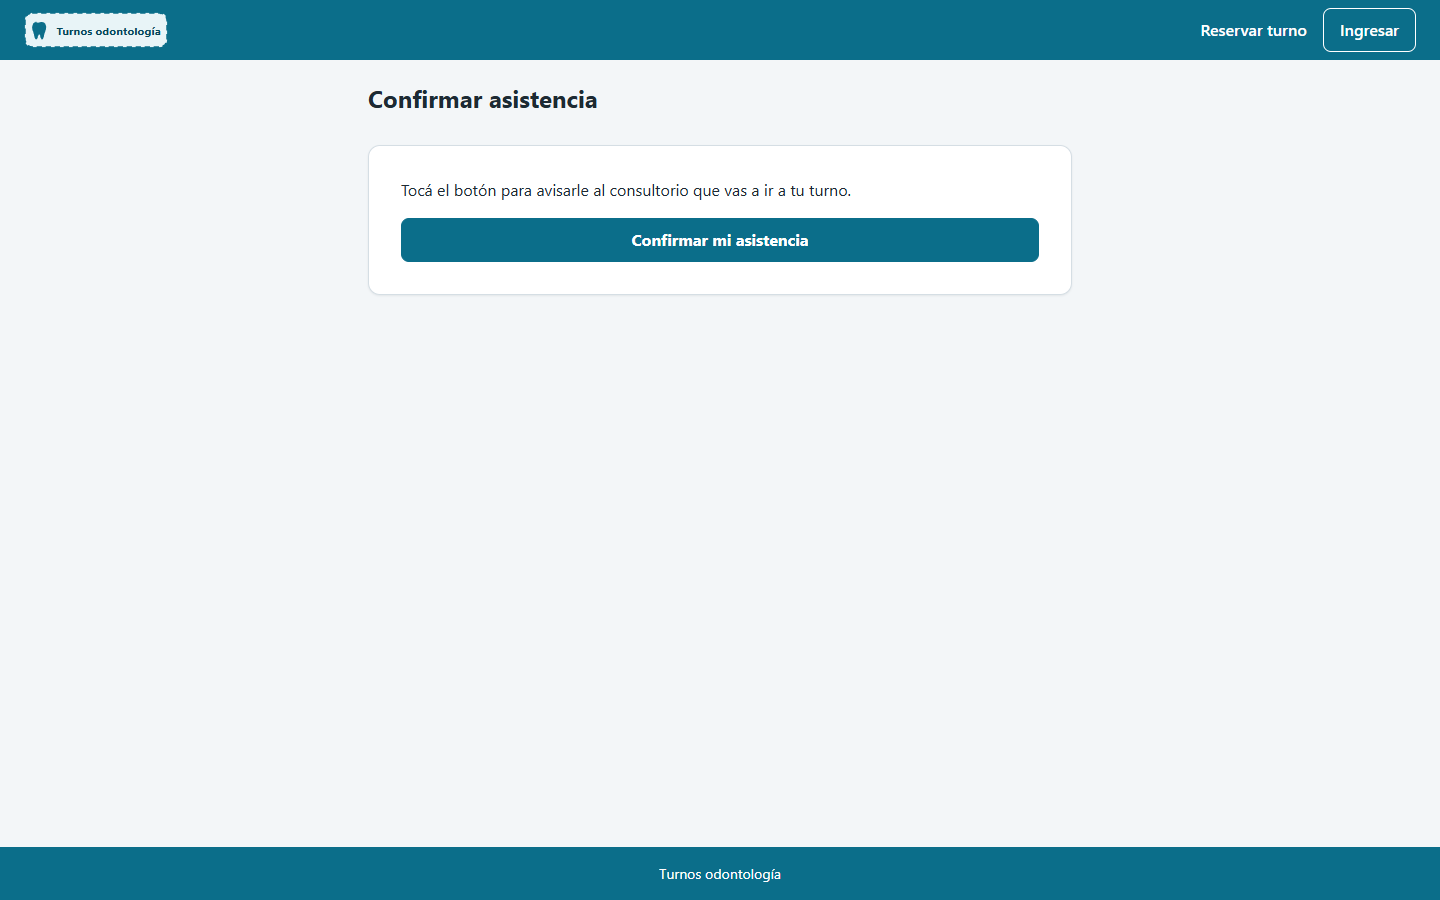 Turnos odontología
Reservar turno
Ingresar
Confirmar asistencia
Tocá el botón para avisarle al consultorio que vas a ir a tu turno.
Confirmar mi asistencia
Turnos odontología